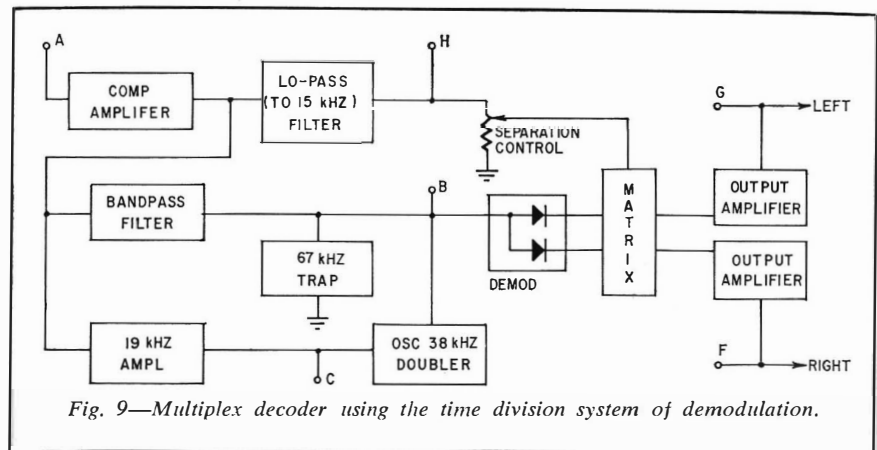 A
H
COMP
AMPLIFER
LO-PASS
(TO 15 kHZ)
FILTER
SEPARATION
CONTROL
G
LEFT
B
BANDPASS
FILTER
67 kHZ
TRAP
DEMOD
MATRIX
OUTPUT
AMPLIFIER
OUTPUT
AMPLIFIER
19 kHZ
AMPL
C
OSC 38 kHZ
DOUBLER
F
RIGHT
Fig. 9—Multiplex decoder using the time division system of demodulation.